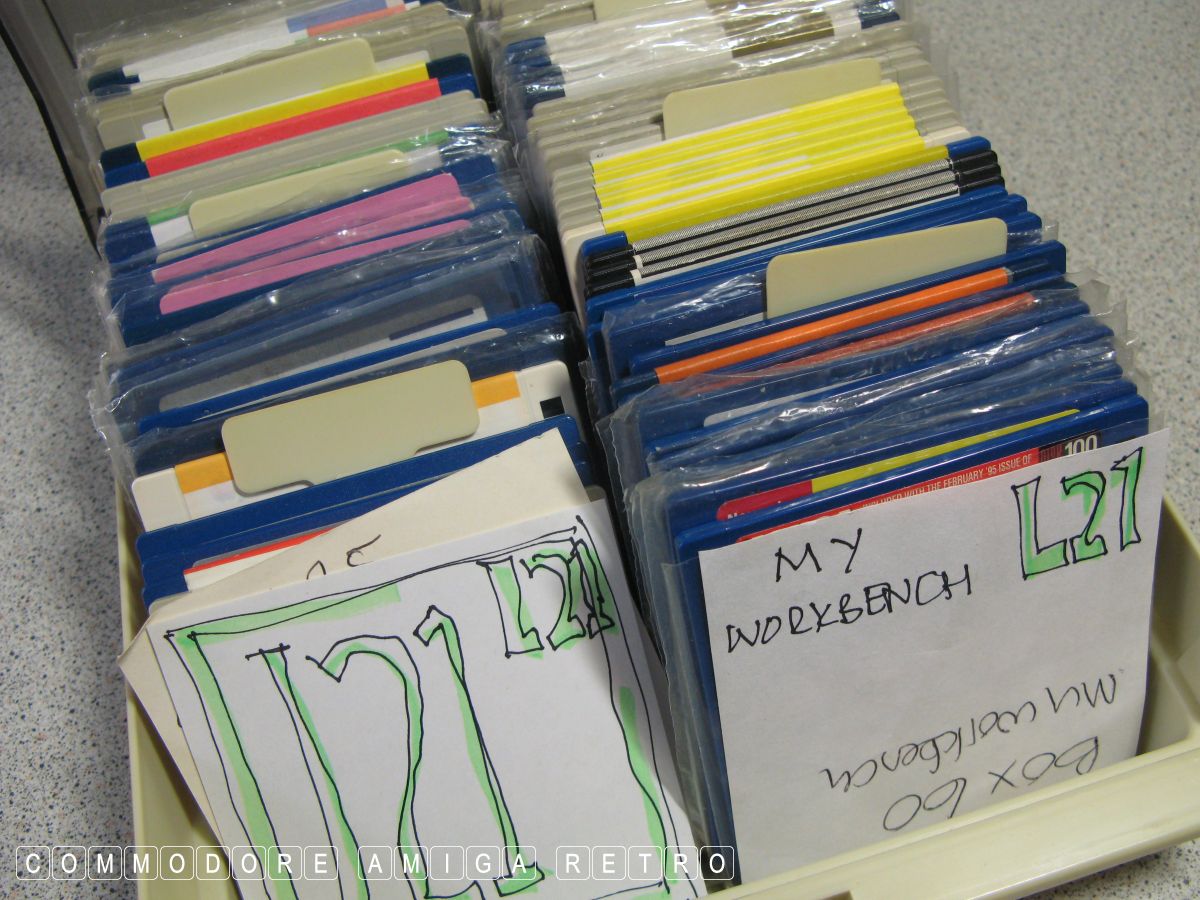 100
INCLUDED WITH THE FEBRUARY '95 ISSUE OF
L21
MY
WORKBENCH
My workbench
BOX 60
L21
L21
COMMODORE AMIGA RETRO